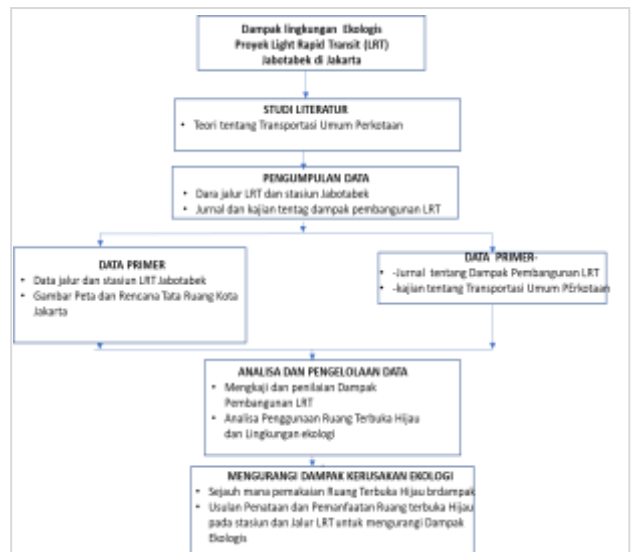 Dampak lingkungan Ekologis
Proyek Light Rapid Transit (LRT)
Jabotabek di Jakarta
STUDI LITERATUR
• Teori tentang Transportasi Umum Perkotaan
PENGUMPULAN DATA
• Dara jalur LRT dan stasiun Jabotabek
• Jurnal dan kajian tentag dampak pembangunan LRT
DATA PRIMER
• Data jalur dan stasiun LRT Jabotabek
• Gambar Peta dan Rencana Tata Ruang Kota
Jakarta
DATA PRIMER-
• -Jurnal tentang Dampak Pembangunan LRT
• -kajian tentang Transportasi Umum PErkotaan
ANALISA DAN PENGELOLAAN DATA
• Mengkaji dan penilaian Dampak
Pembangunan LRT
• Analisa Penggunaan Ruang Terbuka Hijau
dan Lingkungan ekologi
MENGURANGI DAMPAK KERUSAKAN EKOLOGI
• Sejauh mana pemakaian Ruang Terbuka Hijau brdampak
• Usulan Penataan dan Pemanfaatan Ruang terbuka Hijau
pada stasiun dan Jalur LRT untuk mengurangi Dampak
Ekologis